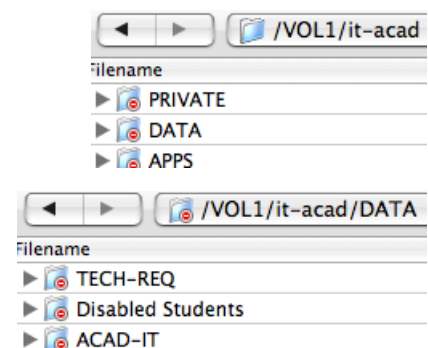 /VOL1/it-acad
Filename
PRIVATE
DATA
APPS
/VOL1/it-acad/DATA
Filename
TECH-REQ
Disabled Students
ACAD-IT